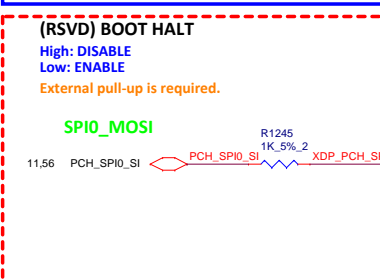 (RSVD) BOOT HALT
High: DISABLE
Low: ENABLE
External pull-up is required.
SPI0_MOSI
R1245
1K_5%_2
11,56 PCH_SPI0_SI PCH_SPI0_SI XDP_PCH_SI